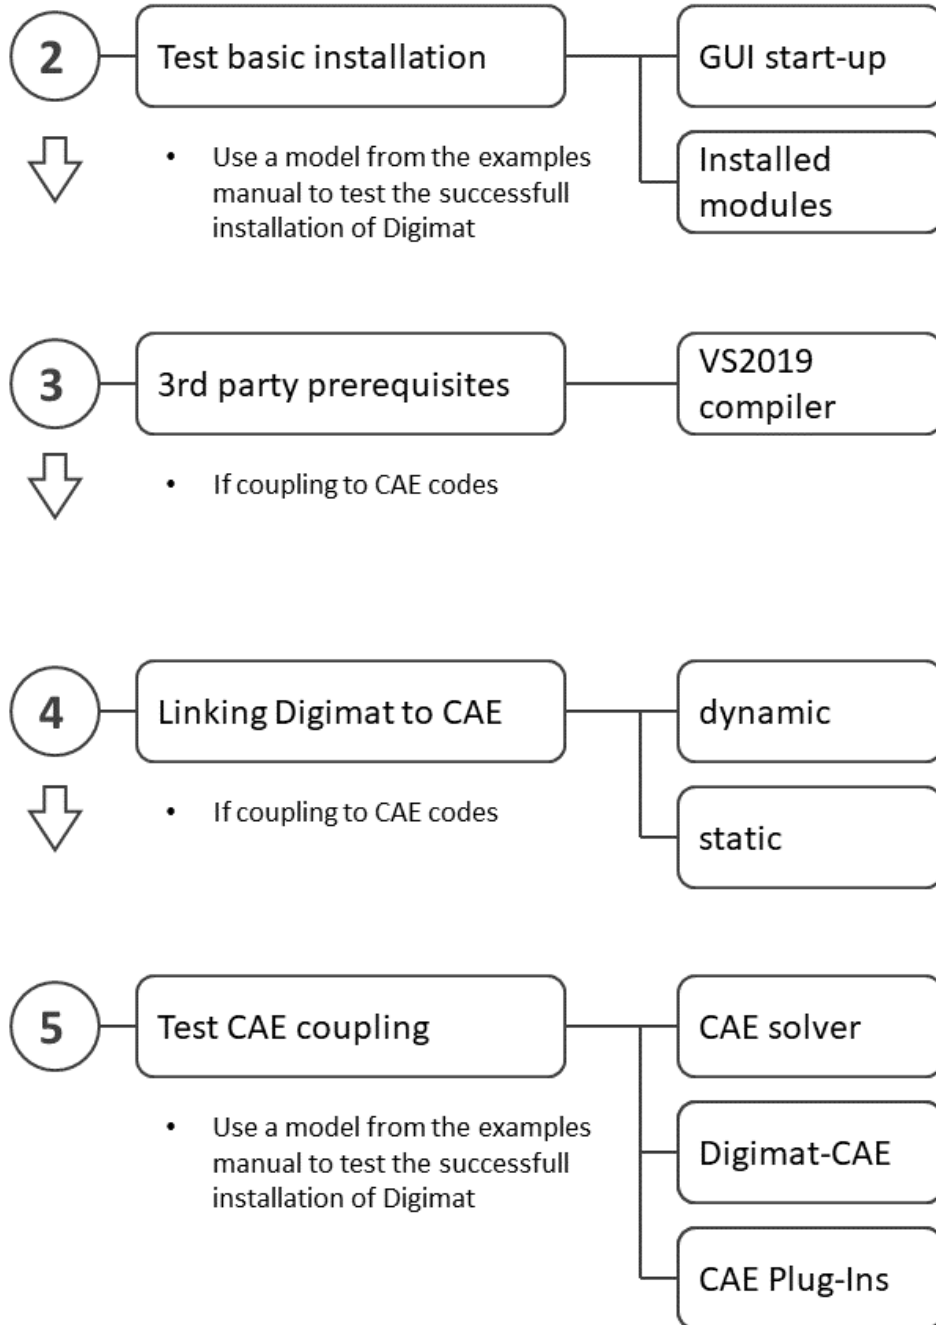 2
Test basic installation
GUI start-up
Installed
modules
• Use a model from the examples
manual to test the successfull
installation of Digimat
3
3rd party prerequisites
VS2019
compiler
• If coupling to CAE codes
4
Linking Digimat to CAE
dynamic
static
• If coupling to CAE codes
5
Test CAE coupling
CAE solver
Digimat-CAE
CAE Plug-Ins
• Use a model from the examples
manual to test the successfull
installation of Digimat